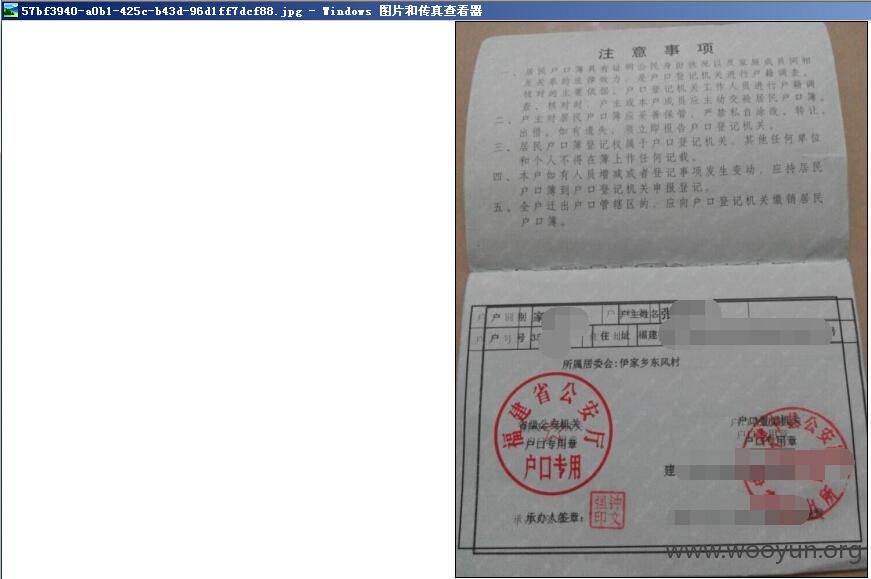 57bf3940-a0b1-425c-b43d-96d1ff7dcf88.jpg - Windows 图片和传真查看器
注意事项
一、居民户口簿具有证明公民身份状况以及家庭成员间相
互关系的法律效力，是户口登记机关进行户籍调查、
核对的主要依据。户口登记机关工作人员进行户籍调
查、核对时，户主或本户成员应主动交验居民户口簿。
二、户主对居民户口簿应妥善保管，严禁私自涂改、转让、
出借。如有遗失，须立即报告户口登记机关。
三、居民户口簿登记权属于户口登记机关，其他任何单位
和个人不得在簿上作任何记载。
四、本户如有人员增减或者登记事项发生变动，应持居民
户口簿到户口登记机关申报登记。
五、全户迁出户口管辖区的，应向户口登记机关缴销居民
户口簿。
户别 家 户主姓名 张
户号 35 住址 福建 号
所属居委会:伊家乡东风村
福建省公安厅
省级公安机关
户口专用章
户口专用
户口登记机关
户口专用章
县公安局
建
承办人签章:
钟文强印
www.wooyun.org